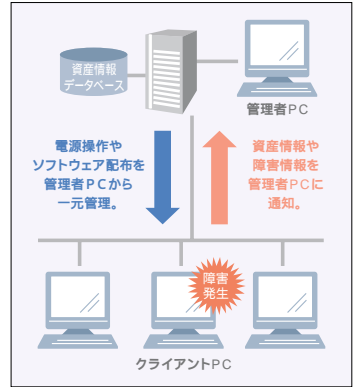 資産情報
データベース
管理者PC
電源操作や
ソフトウェア配布を
管理者PCから
一元管理。
資産情報や
障害情報を
管理者PCに
通知。
障害
発生
クライアントPC